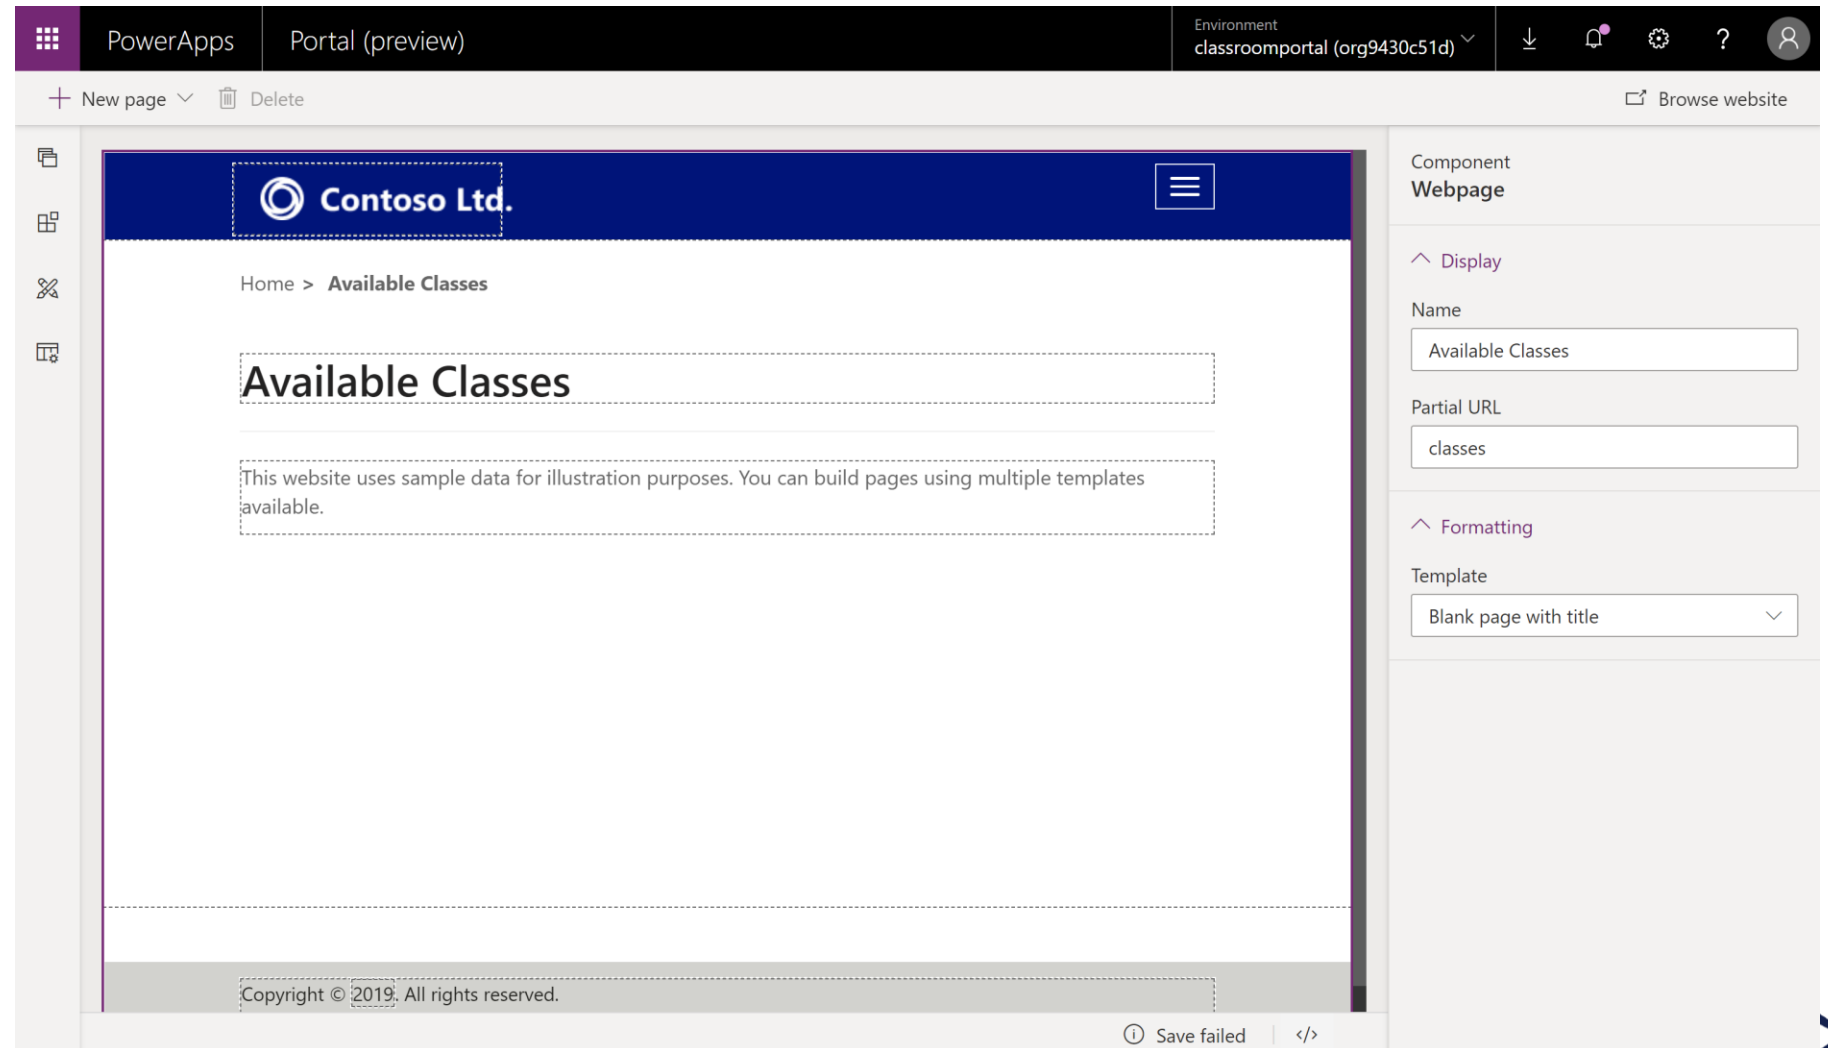 PowerApps
Portal (preview)
Environment
classroomportal (org9430c51d)
?
New page
Delete
Browse website
Contoso Ltd.
Home > Available Classes
Available Classes
This website uses sample data for illustration purposes. You can build pages using multiple templates
available.
Copyright © 2019. All rights reserved.
Save failed
</>
Component
Webpage
Display
Name
Available Classes
Partial URL
classes
Formatting
Template
Blank page with title